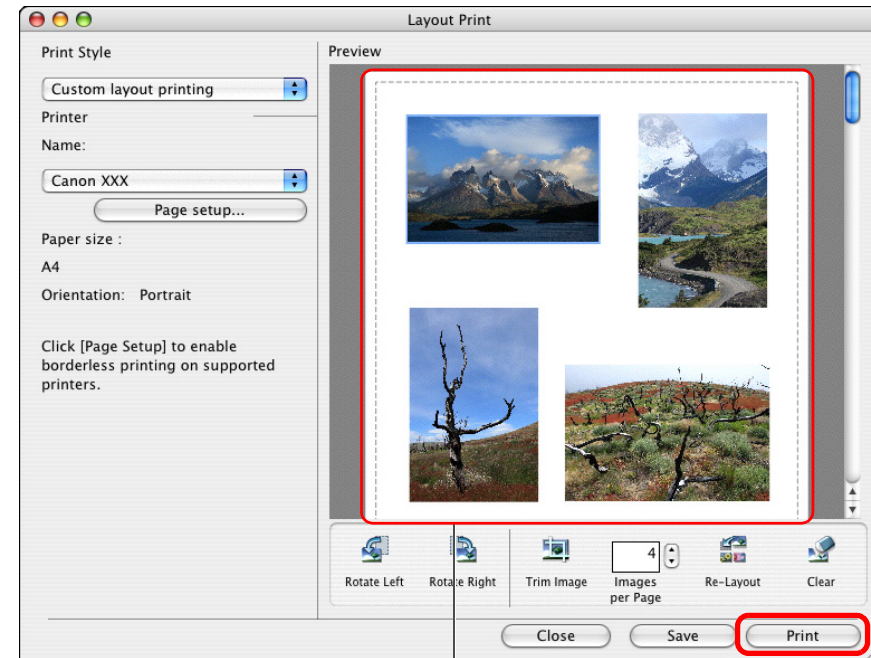 Layout Print
Print Style
Custom layout printing
Printer
Name:
Canon XXX
Page setup...
Paper size :
A4
Orientation: Portrait
Click [Page Setup] to enable
borderless printing on supported
printers.
Preview
4
Rotate Left
Rotate Right
Trim Image
Images
per Page
Re-Layout
Clear
Close
Save
Print